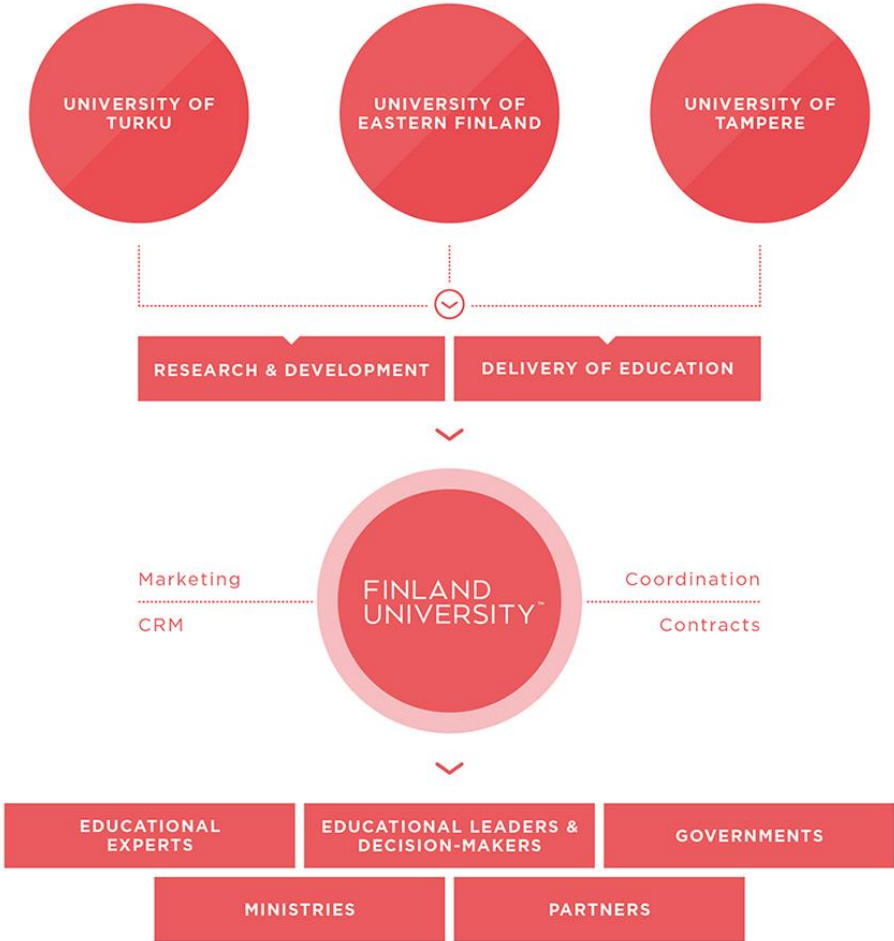 UNIVERSITY OF
TURKU
UNIVERSITY OF
EASTERN FINLAND
UNIVERSITY OF
TAMPERE
RESEARCH & DEVELOPMENT
DELIVERY OF EDUCATION
Marketing
CRM
FINLAND
UNIVERSITY™
Coordination
Contracts
EDUCATIONAL
EXPERTS
EDUCATIONAL LEADERS &
DECISION-MAKERS
GOVERNMENTS
MINISTRIES
PARTNERS